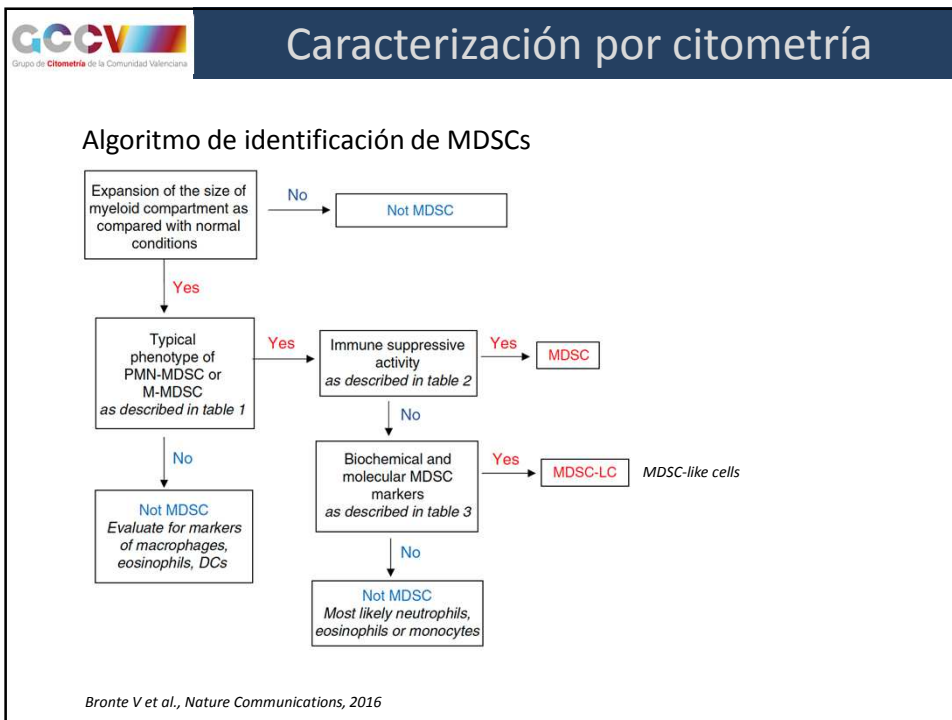 GCCV
Grupo de Citometría de la Comunidad Valenciana
Caracterización por citometría
Algoritmo de identificación de MDSCs
Expansion of the size of
myeloid compartment as
compared with normal
conditions
No
Not MDSC
Yes
Typical
phenotype of
PMN-MDSC or
M-MDSC
as described in table 1
Yes
Immune suppressive
activity
as described in table 2
Yes
MDSC
No
No
Biochemical and
molecular MDSC
markers
as described in table 3
Yes
MDSC-LC
MDSC-like cells
Not MDSC
Evaluate for markers
of macrophages,
eosinophils, DCs
No
Not MDSC
Most likely neutrophils,
eosinophils or monocytes
Bronte V et al., Nature Communications, 2016